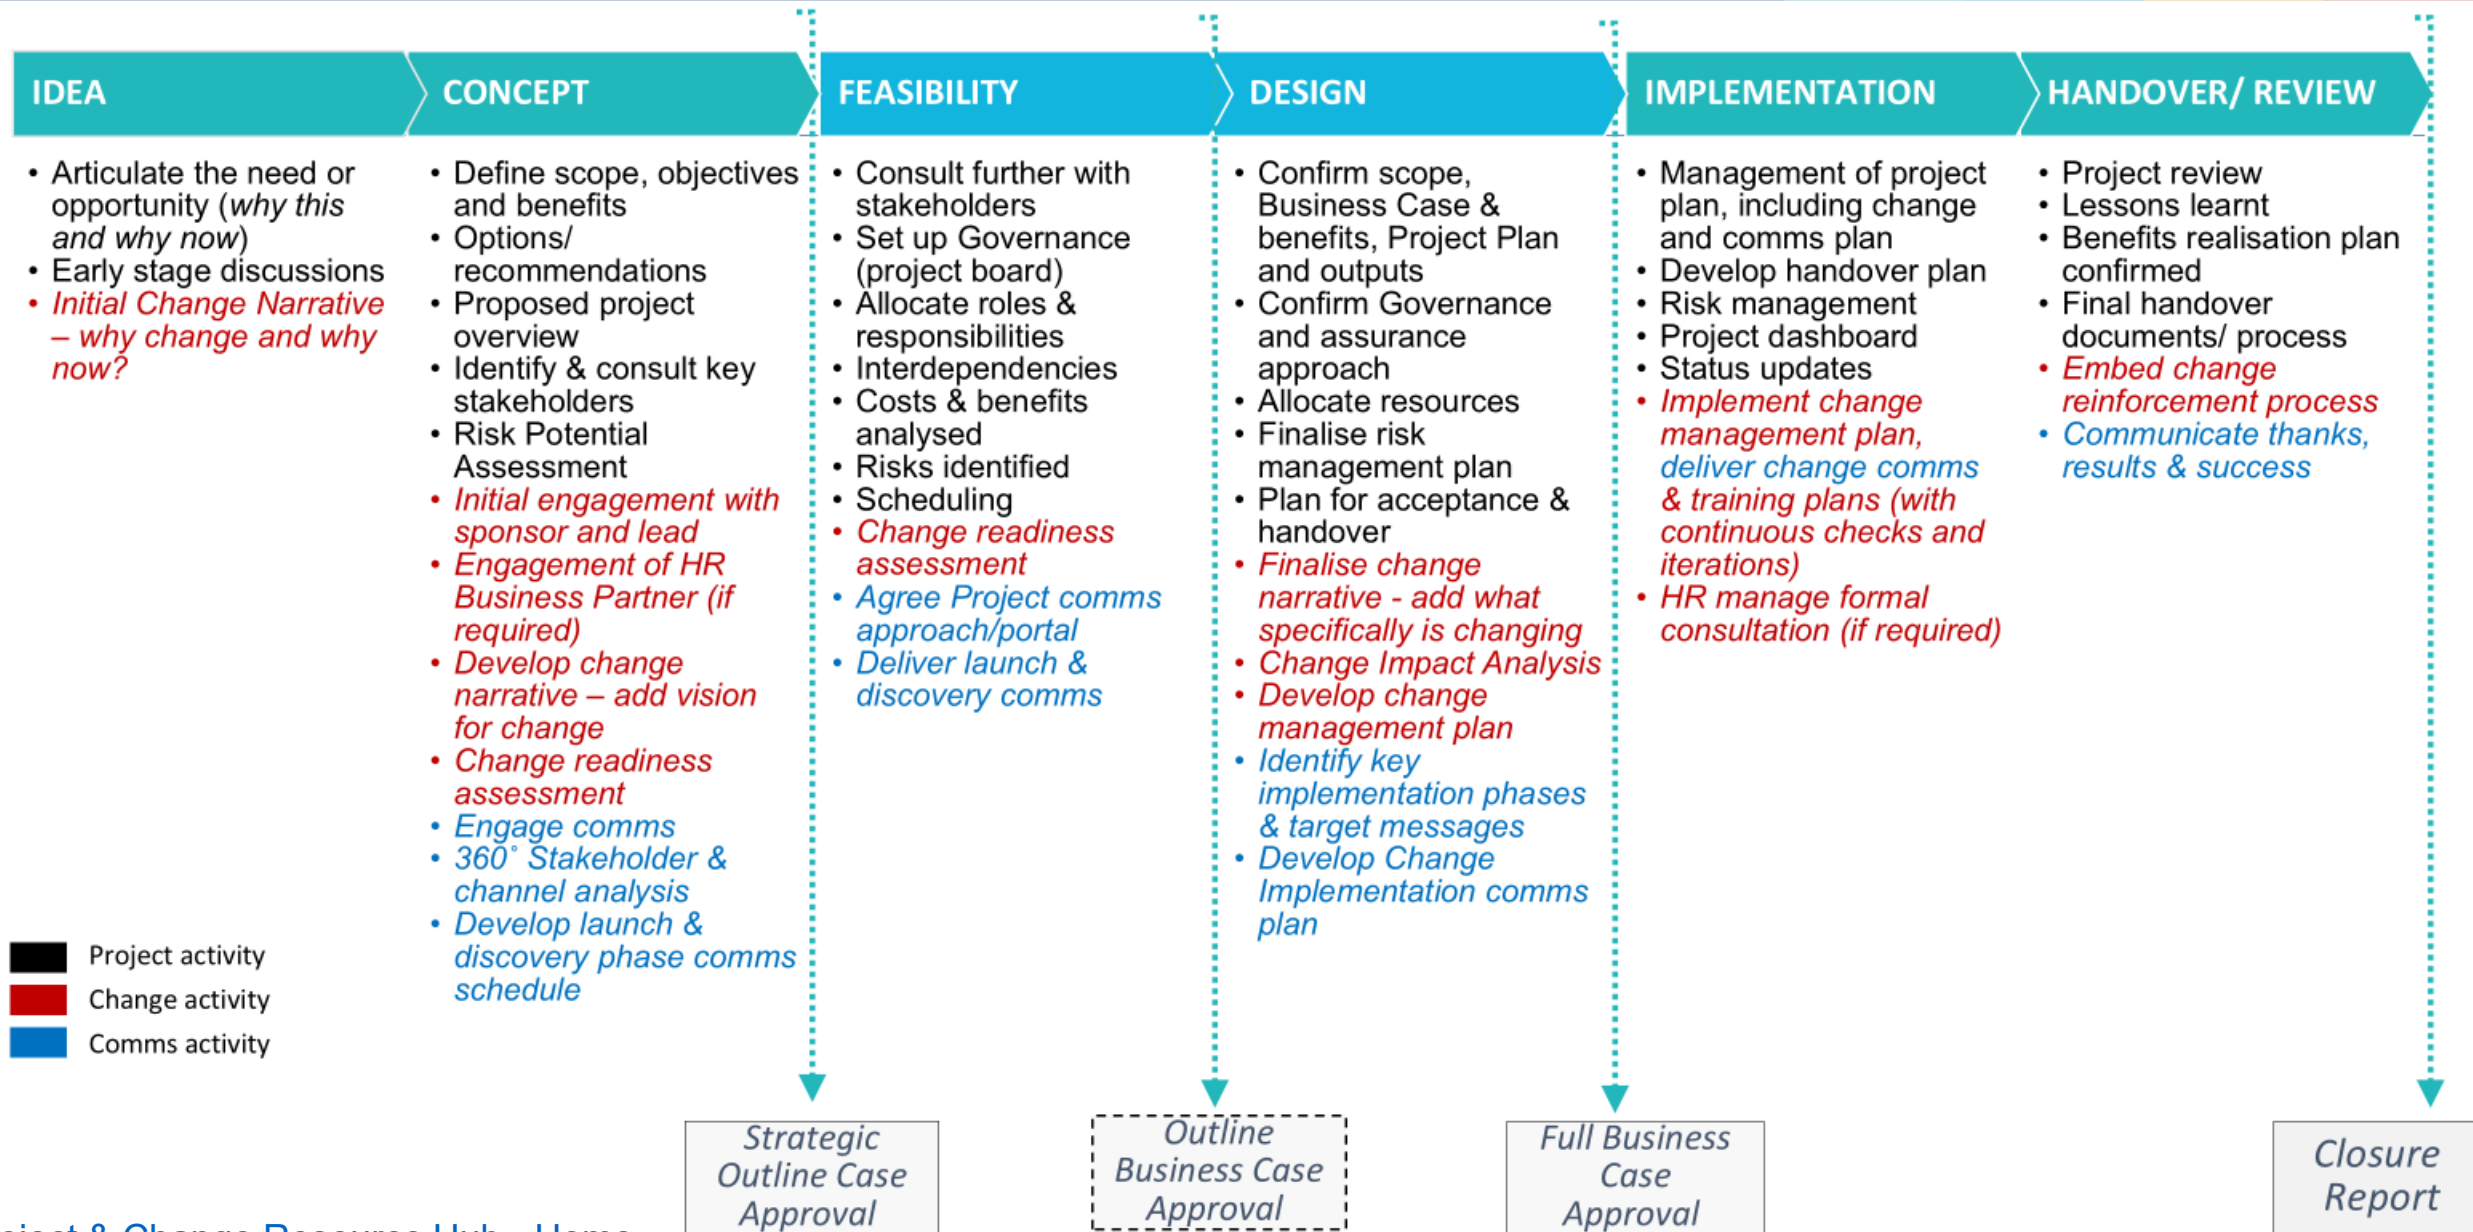 IDEA
CONCEPT
FEASIBILITY
DESIGN
IMPLEMENTATION
HANDOVER/ REVIEW
• Articulate the need or
opportunity (why this
and why now)
• Early stage discussions
• Initial Change Narrative
– why change and why
now?
• Define scope, objectives
and benefits
• Options/
recommendations
• Proposed project
overview
• Identify & consult key
stakeholders
• Risk Potential
Assessment
• Initial engagement with
sponsor and lead
• Engagement of HR
Business Partner (if
required)
• Develop change
narrative – add vision
for change
• Change readiness
assessment
• Engage comms
• 360˚ Stakeholder &
channel analysis
• Develop launch &
discovery phase comms
schedule
• Consult further with
stakeholders
• Set up Governance
(project board)
• Allocate roles &
responsibilities
• Interdependencies
• Costs & benefits
analysed
• Risks identified
• Scheduling
• Change readiness
assessment
• Agree Project comms
approach/portal
• Deliver launch &
discovery comms
• Confirm scope,
Business Case &
benefits, Project Plan
and outputs
• Confirm Governance
and assurance
approach
• Allocate resources
• Finalise risk
management plan
• Plan for acceptance &
handover
• Finalise change
narrative - add what
specifically is changing
• Change Impact Analysis
• Develop change
management plan
• Identify key
implementation phases
& target messages
• Develop Change
Implementation comms
plan
• Management of project
plan, including change
and comms plan
• Develop handover plan
• Risk management
• Project dashboard
• Status updates
• Implement change
management plan,
deliver change comms
& training plans (with
continuous checks and
iterations)
• HR manage formal
consultation (if required)
• Project review
• Lessons learnt
• Benefits realisation plan
confirmed
• Final handover
documents/ process
• Embed change
reinforcement process
• Communicate thanks,
results & success
Project activity
Change activity
Comms activity
Strategic
Outline Case
Approval
Outline
Business Case
Approval
Full Business
Case
Approval
Closure
Report
& Change Resource Hub - Home